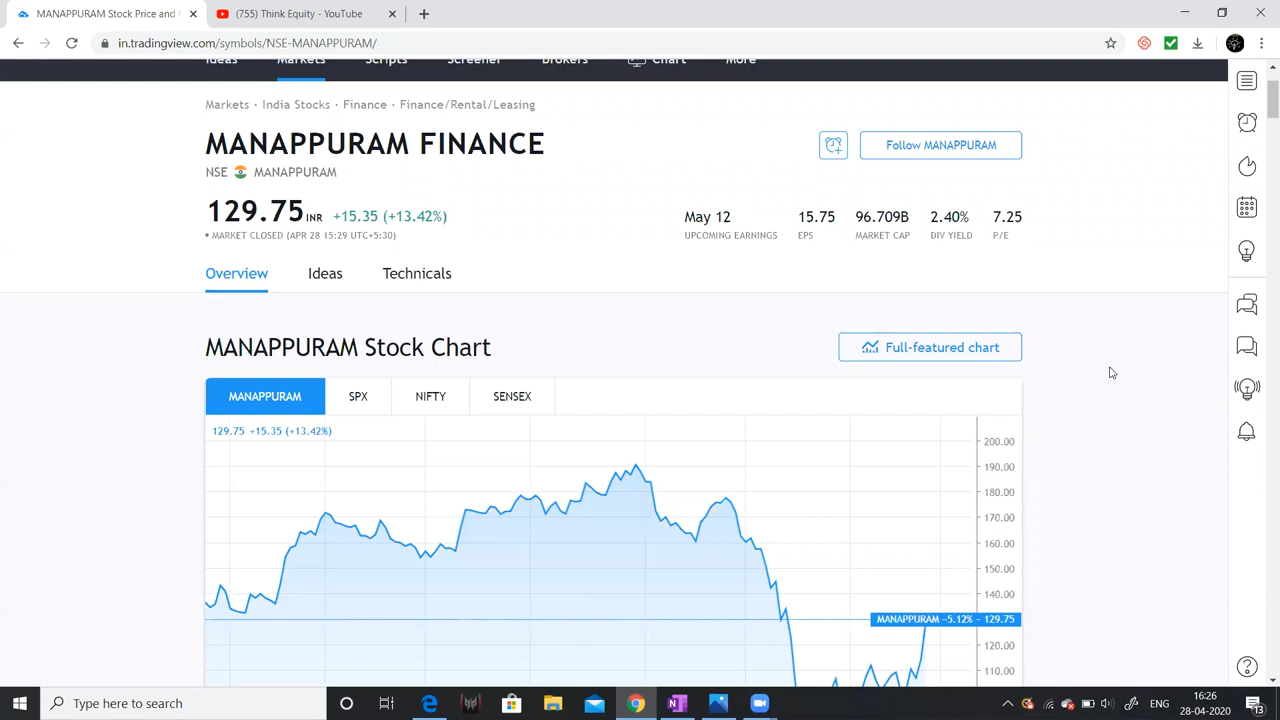 MANAPPURAM Stock Price and
(755) Think Equity - YouTube
in.tradingview.com/symbols/NSE-MANAPPURAM/
Ideas Markets Scripts Screener Brokers Chart More
Markets · India Stocks · Finance · Finance/Rental/Leasing
MANAPPURAM FINANCE
Follow MANAPPURAM
NSE MANAPPURAM
129.75 INR +15.35 (+13.42%)
• MARKET CLOSED (APR 28 15:29 UTC+5:30)
May 12 15.75 96.709B 2.40% 7.25
UPCOMING EARNINGS EPS MARKET CAP DIV YIELD P/E
Overview Ideas Technicals
MANAPPURAM Stock Chart
Full-featured chart
MANAPPURAM SPX NIFTY SENSEX
129.75 +15.35 (+13.42%)
200.00
190.00
180.00
170.00
160.00
150.00
140.00
MANAPPURAM −5.12% − 129.75
120.00
110.00
Type here to search
ENG
16:26
28-04-2020
13